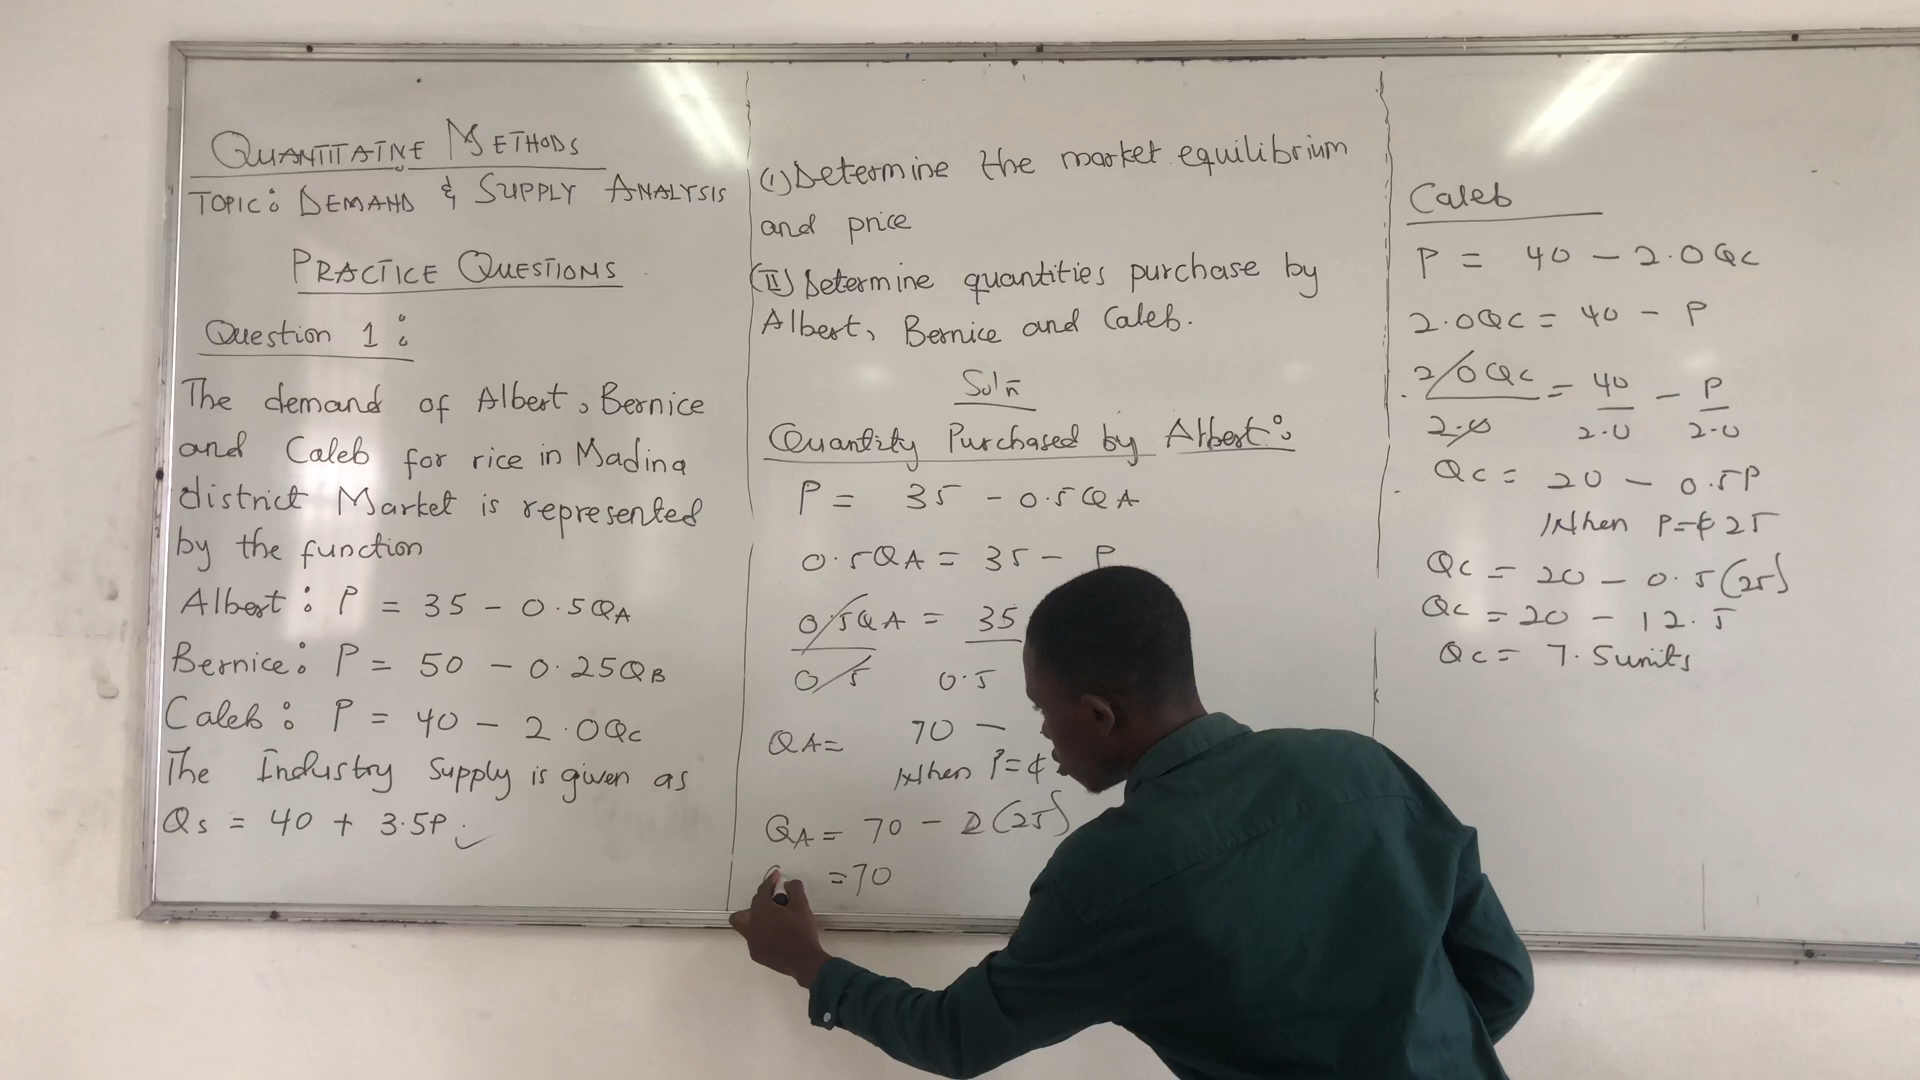 QUANTITATIVE METHODS
TOPIC: DEMAND & SUPPLY ANALYSIS
PRACTICE QUESTIONS
Question 1:
The demand of Albert, Bernice
and Caleb for rice in Madina
district Market is represented
by the function
Albert: P = 35 - 0.5QA
Bernice: P = 50 - 0.25QB
Caleb: P = 40 - 2.0Qc
The Industry Supply is given as
Qs = 40 + 3.5P.
(I) Determine the market equilibrium
and price
(II) Determine quantities purchase by
Albert, Bernice and Caleb.
Soln
Quantity Purchased by Albert:
P = 35 - 0.5QA
0.5QA = 35 - P
0.5QA = 35
0.5 0.5
QA = 70 -
When P=¢
QA = 70 - 2(25)
=70
Caleb
P = 40 - 2.0Qc
2.0Qc = 40 - P
2.0Qc = 40 - P
2.0 2.0 2.0
Qc = 20 - 0.5P
When P=¢25
Qc = 20 - 0.5(25)
Qc = 20 - 12.5
Qc = 7.5units